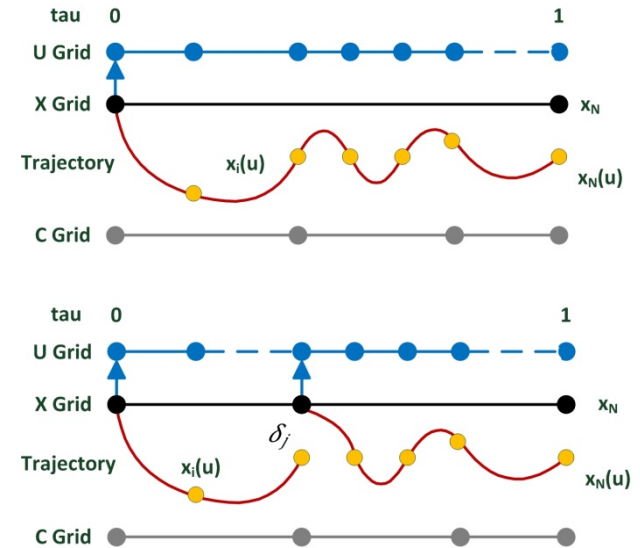 tau 0 1
U Grid
X Grid x_N
Trajectory x_i(u) x_N(u)
C Grid
tau 0 1
U Grid
X Grid x_N
δ_j
Trajectory x_i(u) x_N(u)
C Grid